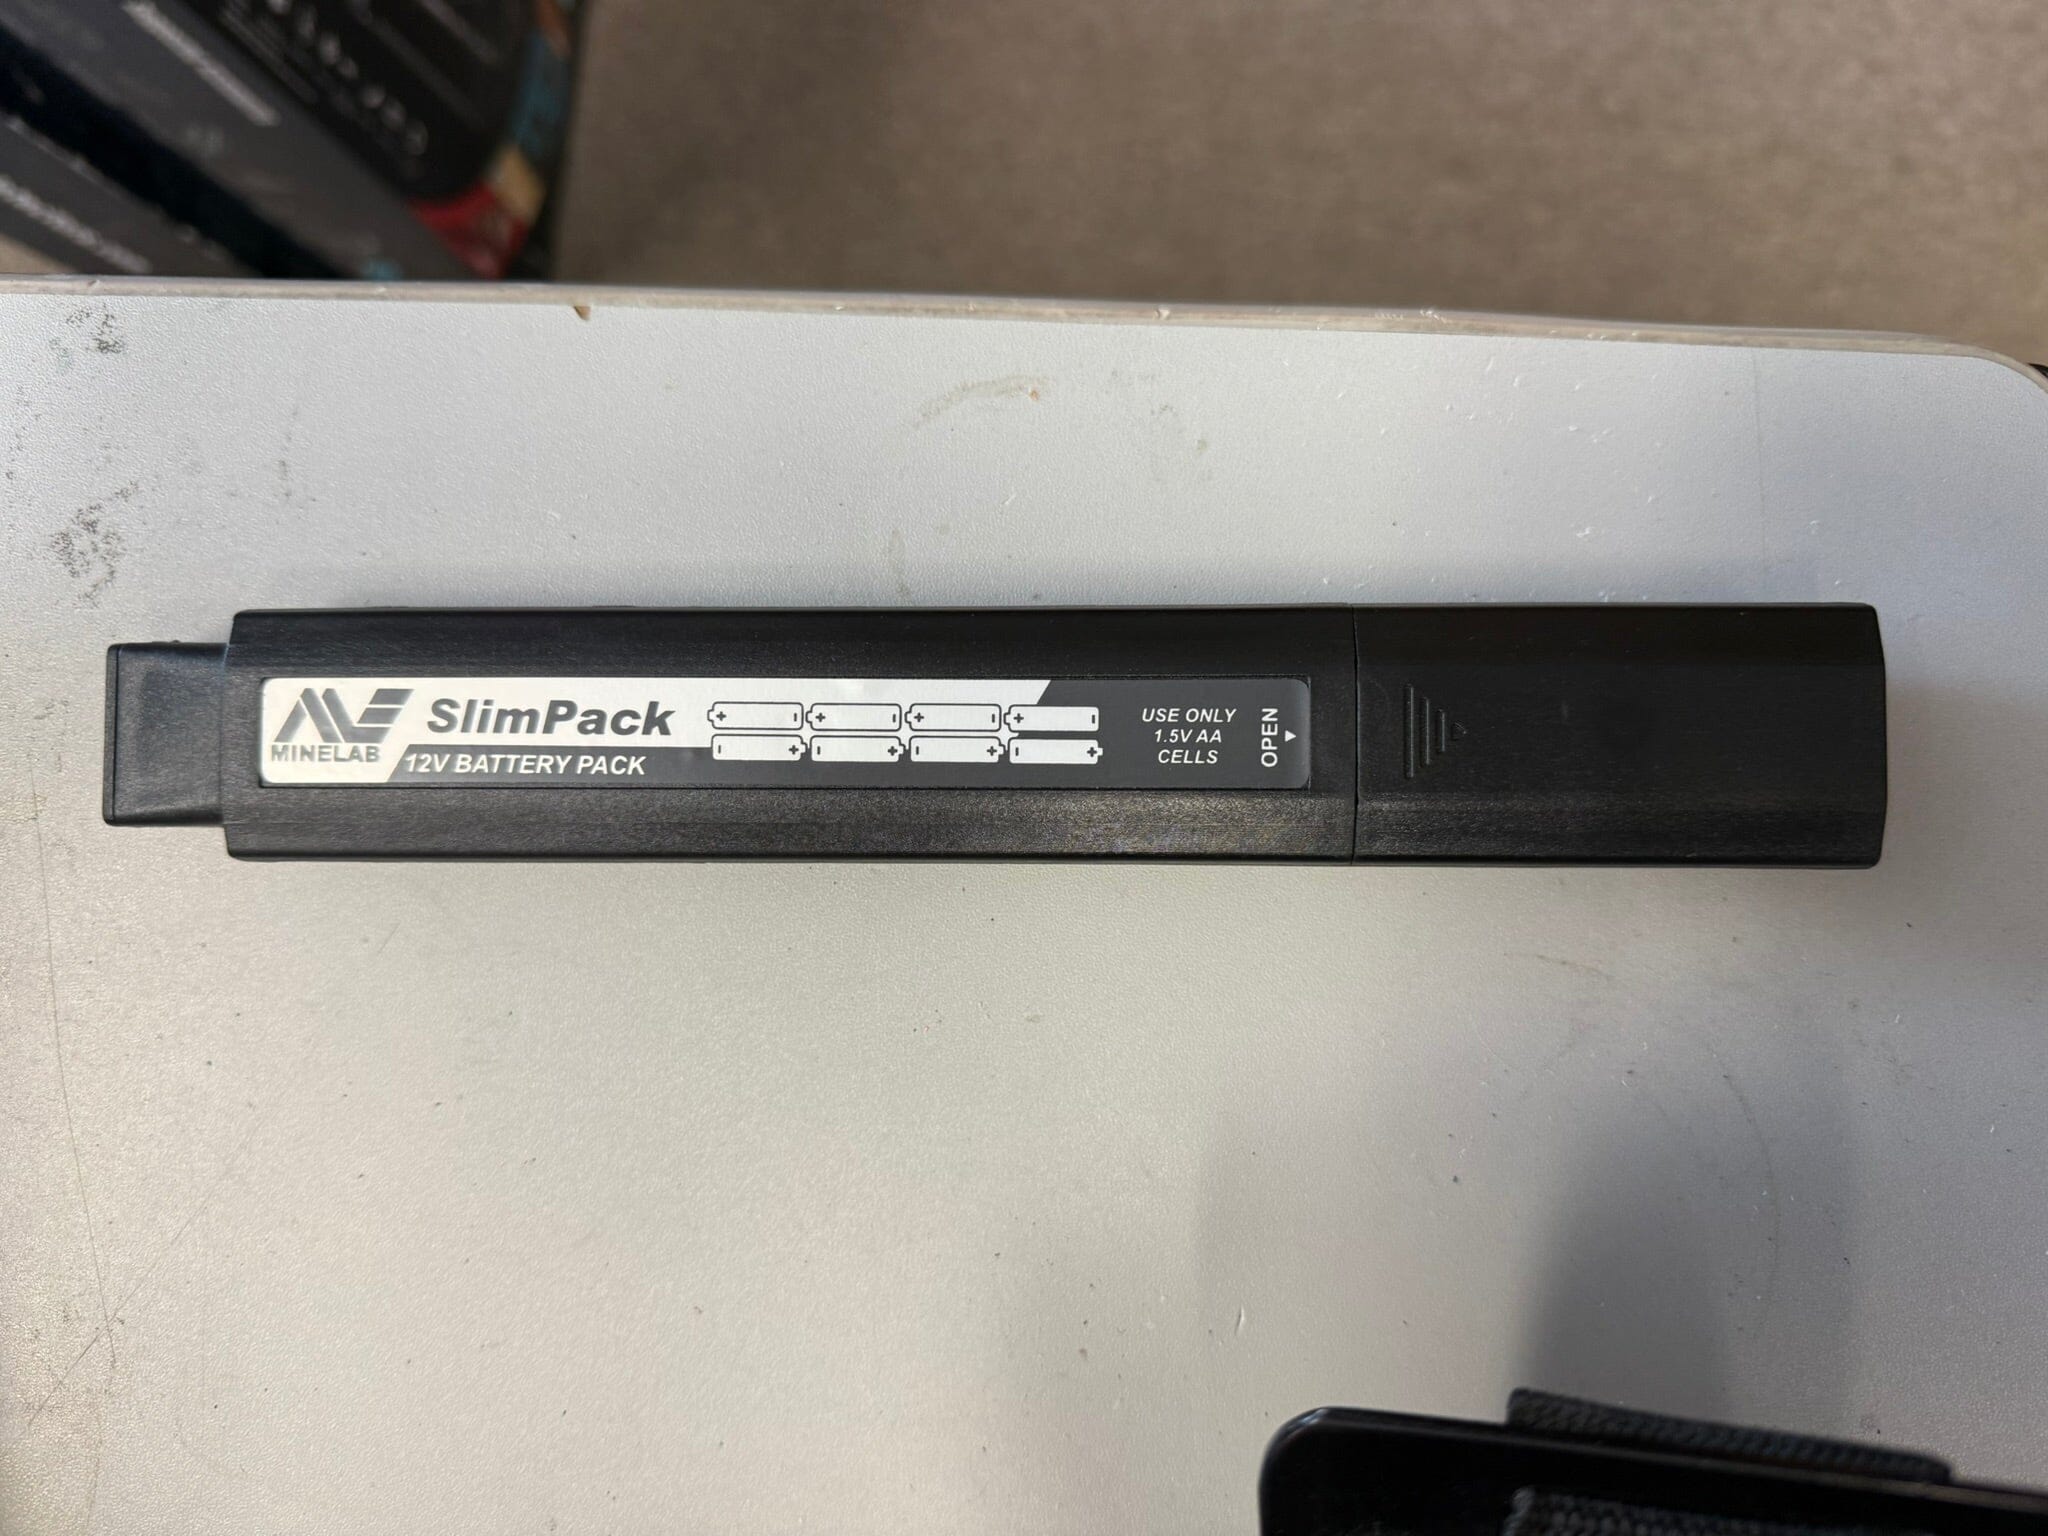 MINELAB
SlimPack
12V BATTERY PACK
USE ONLY
1.5V AA
CELLS
OPEN